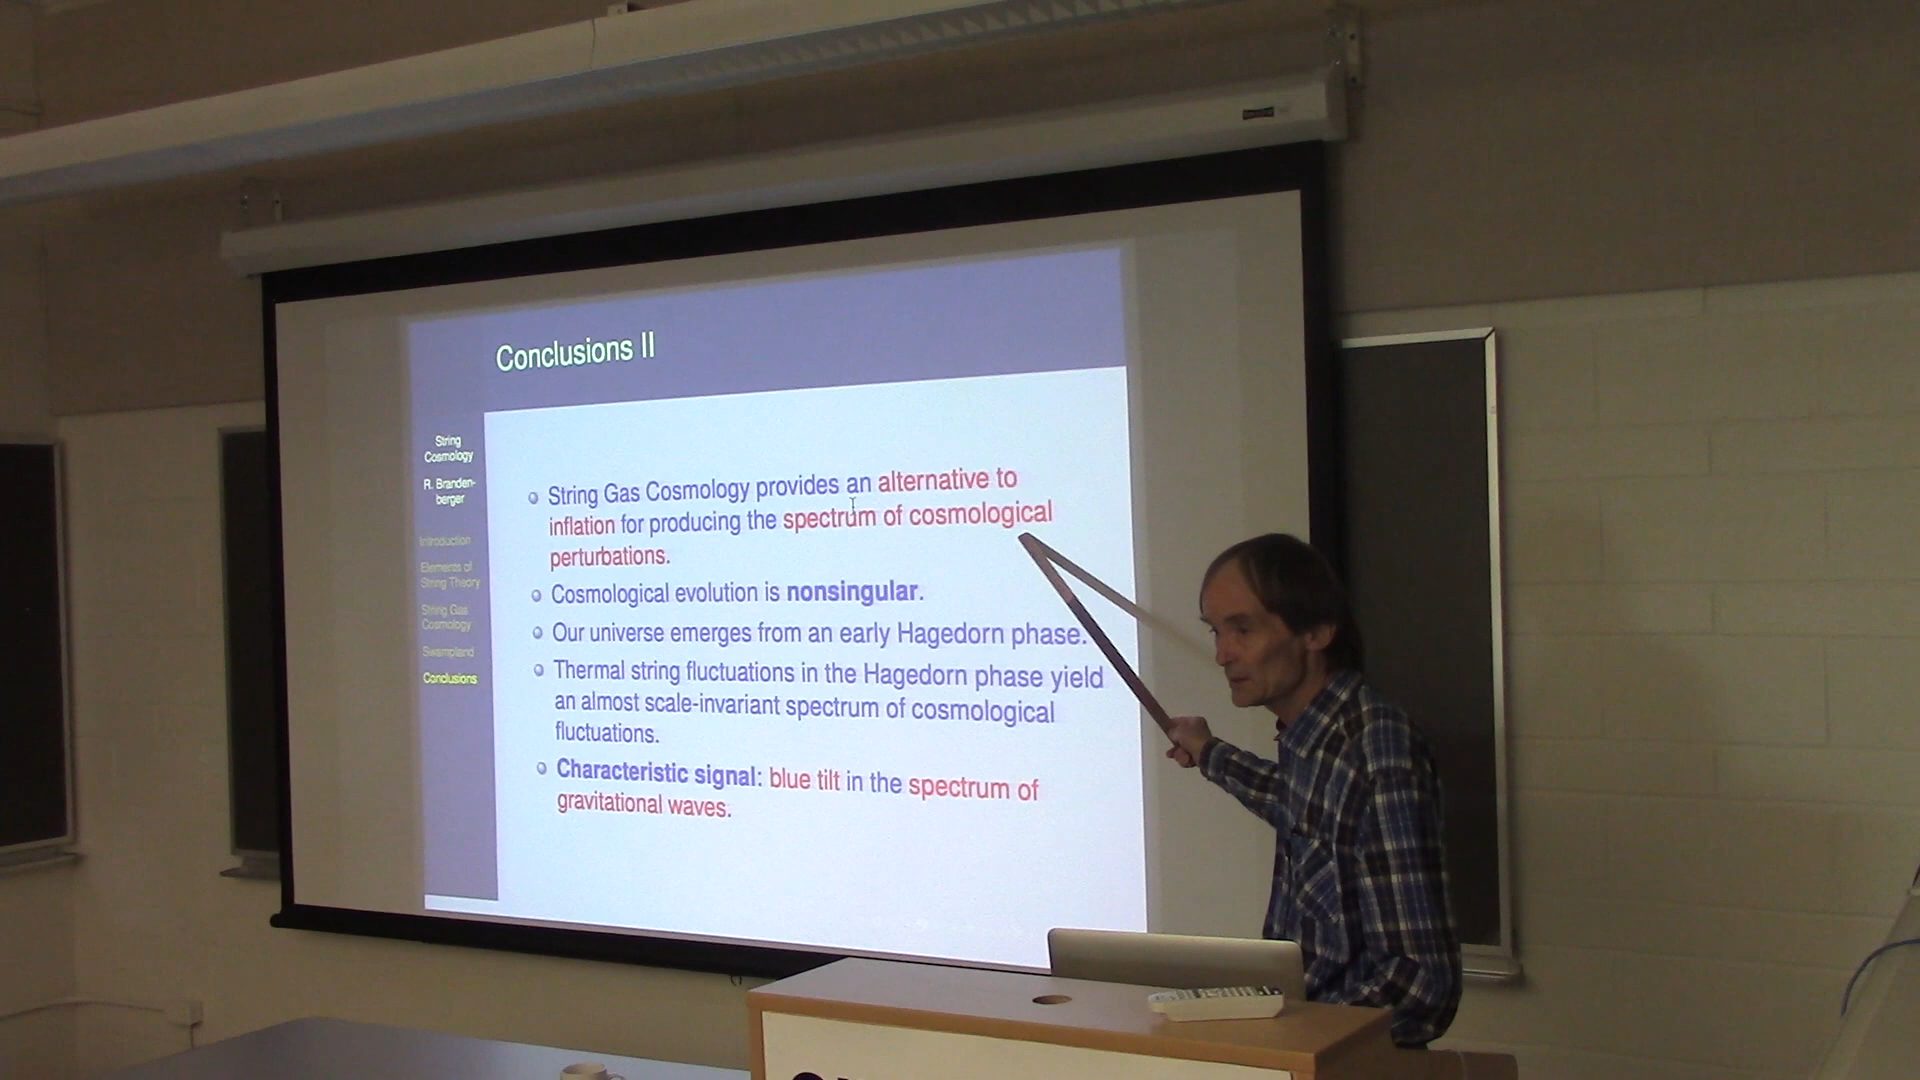 Conclusions II
String
Cosmology
R. Branden-
berger
Introduction
Elements of
String Theory
String Gas
Cosmology
Swampland
Conclusions
String Gas Cosmology provides an alternative to
inflation for producing the spectrum of cosmological
perturbations.
Cosmological evolution is nonsingular.
Our universe emerges from an early Hagedorn phase.
Thermal string fluctuations in the Hagedorn phase yield
an almost scale-invariant spectrum of cosmological
fluctuations.
Characteristic signal: blue tilt in the spectrum of
gravitational waves.